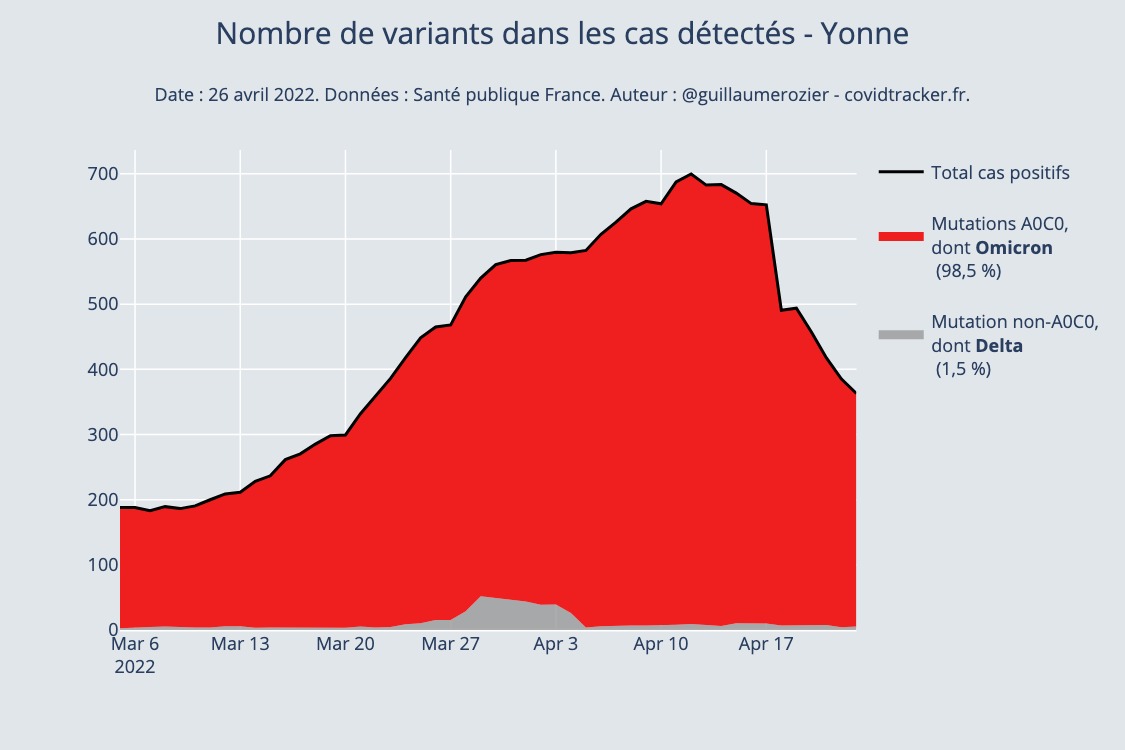 Nombre de variants dans les cas détectés - Yonne
Date : 26 avril 2022. Données : Santé publique France. Auteur : @guillaumerozier - covidtracker.fr.
700
600
500
400
300
200
100
0
Mar 6
2022
Mar 13
Mar 20
Mar 27
Apr 3
Apr 10
Apr 17
Total cas positifs
Mutations A0C0,
dont Omicron
(98,5 %)
Mutation non-A0C0,
dont Delta
(1,5 %)